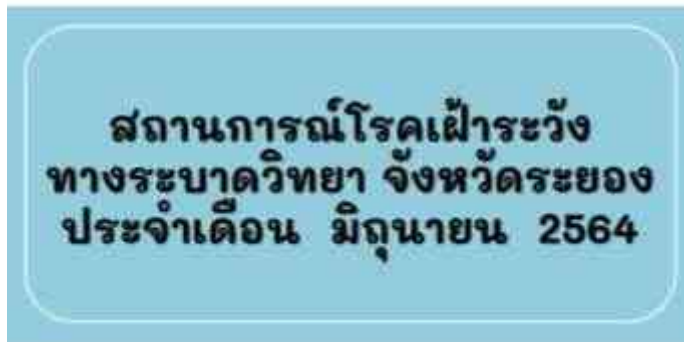 สถานการณ์โรคเฝ้าระวัง
ทางระบาดวิทยา จังหวัดระยอง
ประจำเดือน มิถุนายน 2564